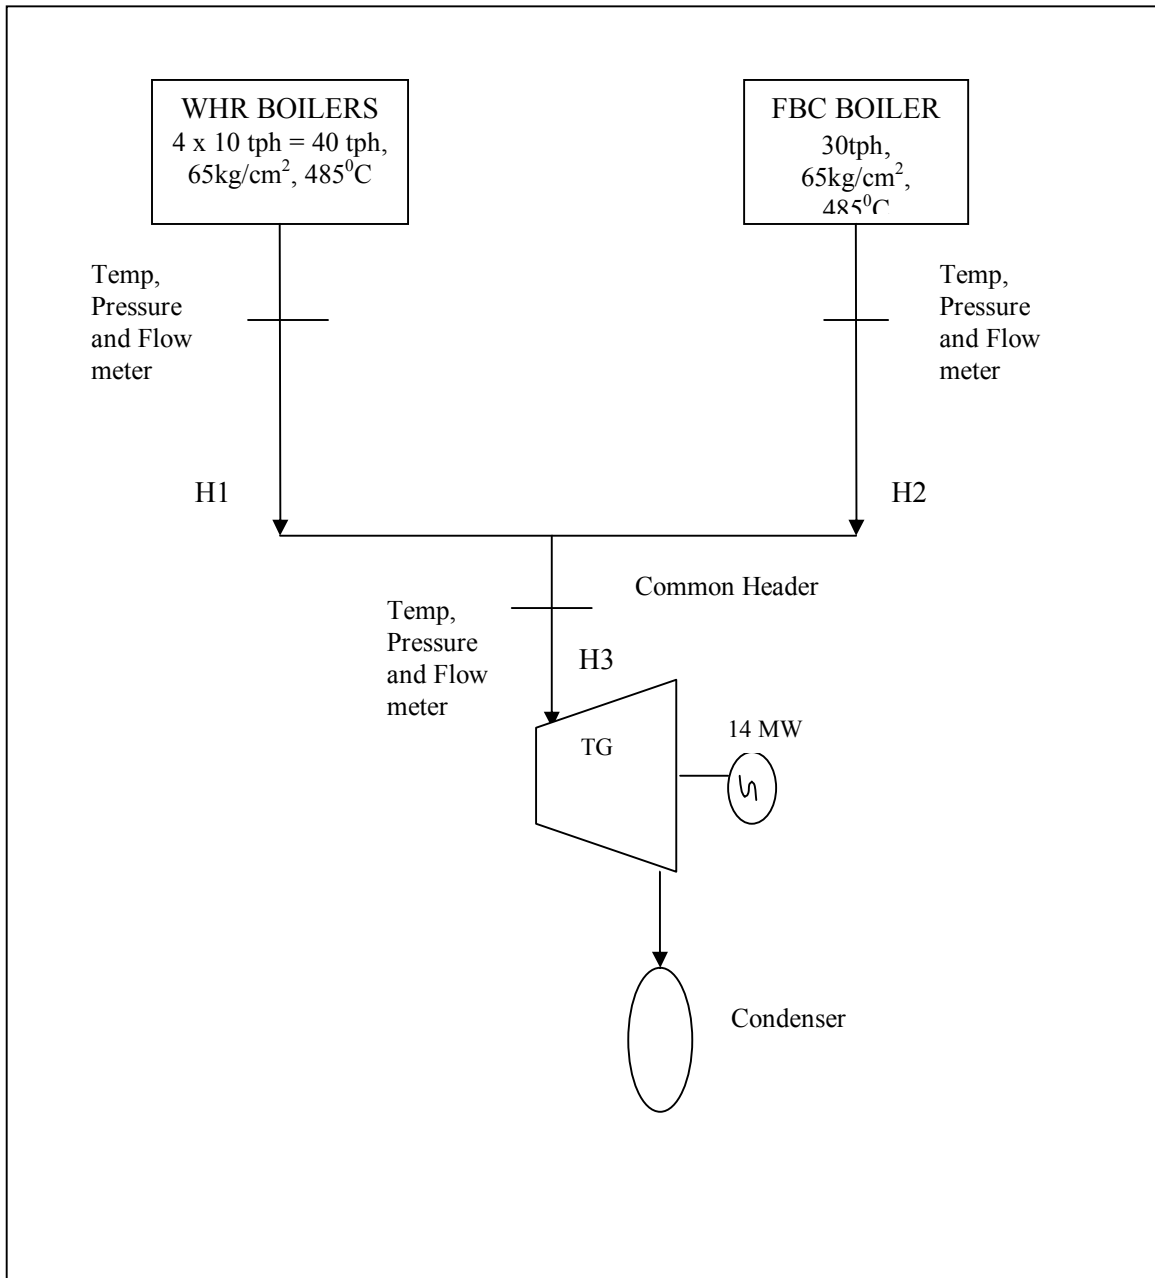 WHR BOILERS
4 x 10 tph = 40 tph,
65kg/cm², 485⁰C
FBC BOILER
30tph,
65kg/cm²,
485⁰C
Temp,
Pressure
and Flow
meter
Temp,
Pressure
and Flow
meter
H1
H2
Common Header
Temp,
Pressure
and Flow
meter
H3
TG
14 MW
Condenser